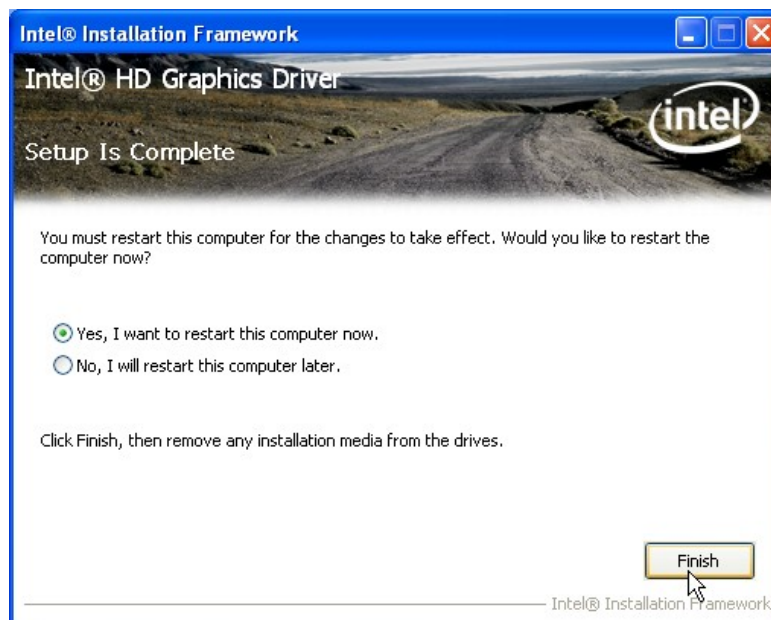 Intel® Installation Framework
Intel® HD Graphics Driver
intel
Setup Is Complete
You must restart this computer for the changes to take effect. Would you like to restart the
computer now?
Yes, I want to restart this computer now.
No, I will restart this computer later.
Click Finish, then remove any installation media from the drives.
Finish
Intel® Installation Framework